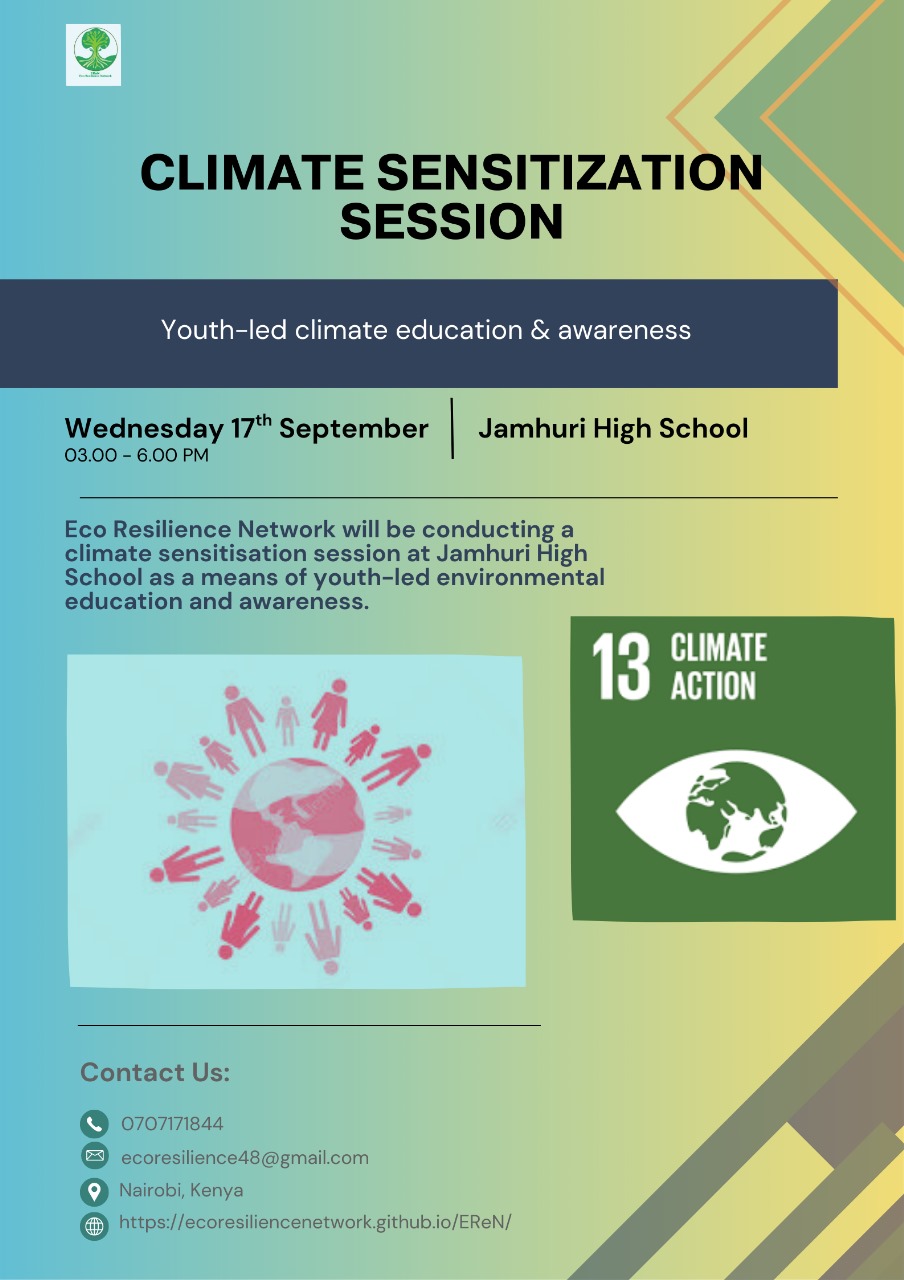 CLIMATE SENSITIZATION
SESSION
Youth-led climate education & awareness
Wednesday 17th September
03.00 - 6.00 PM
Jamhuri High School
Eco Resilience Network will be conducting a
climate sensitisation session at Jamhuri High
School as a means of youth-led environmental
education and awareness.
13 CLIMATE
ACTION
Contact Us:
0707171844
ecoresilience48@gmail.com
Nairobi, Kenya
https://ecoresiliencenetwork.github.io/EReN/